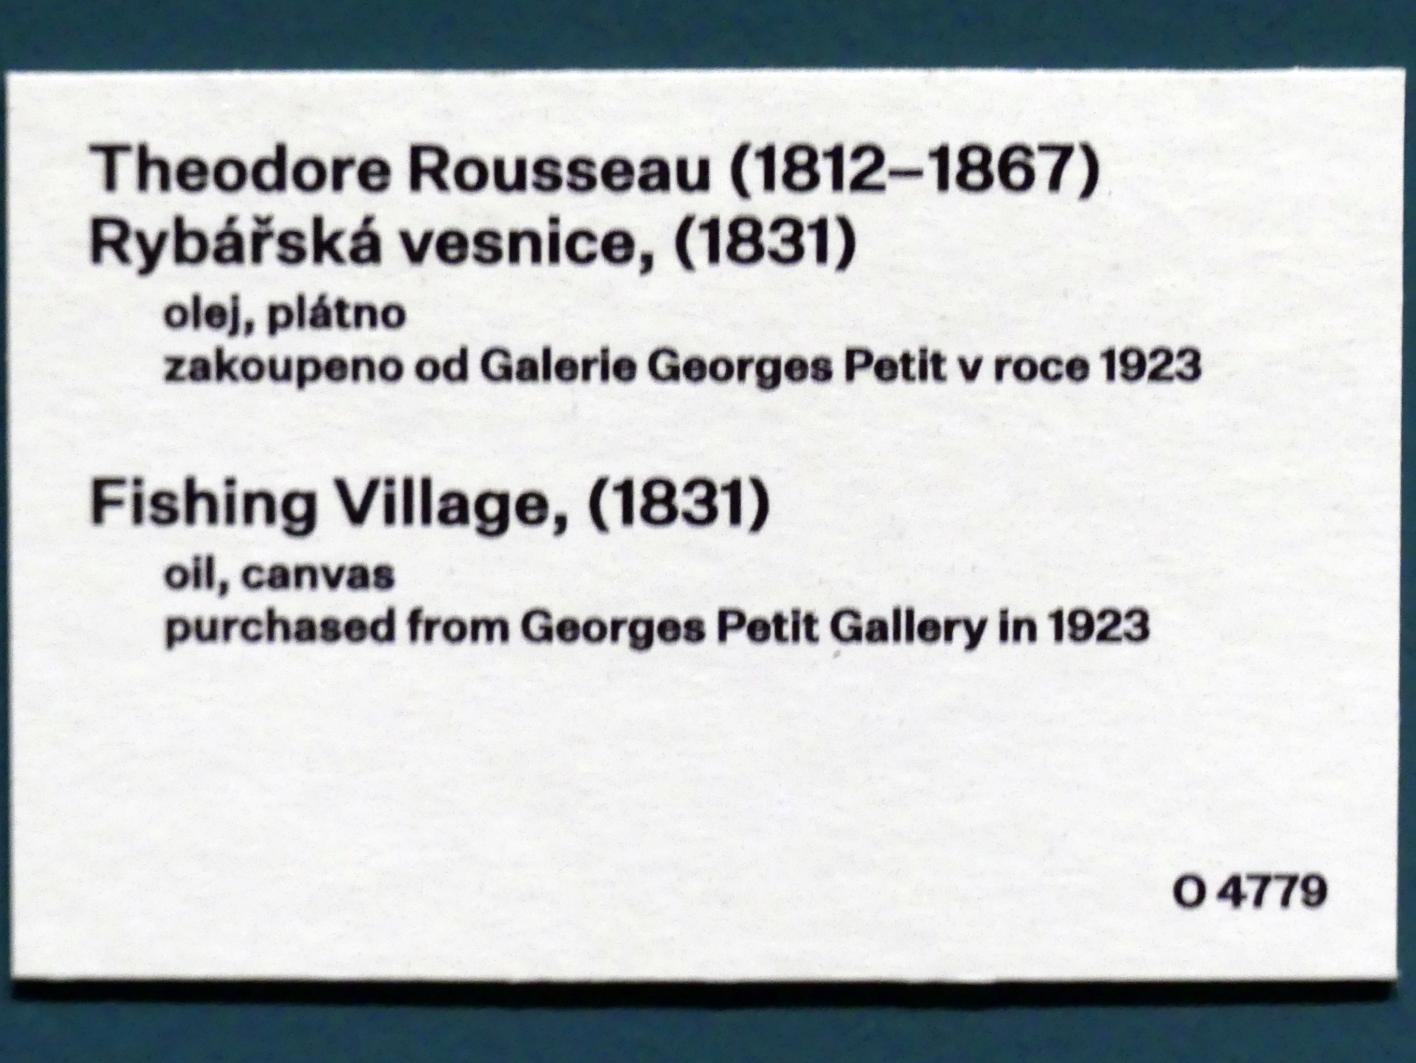 Theodore Rousseau (1812–1867)
Rybářská vesnice, (1831)
olej, plátno
zakoupeno od Galerie Georges Petit v roce 1923
Fishing Village, (1831)
oil, canvas
purchased from Georges Petit Gallery in 1923
O 4779